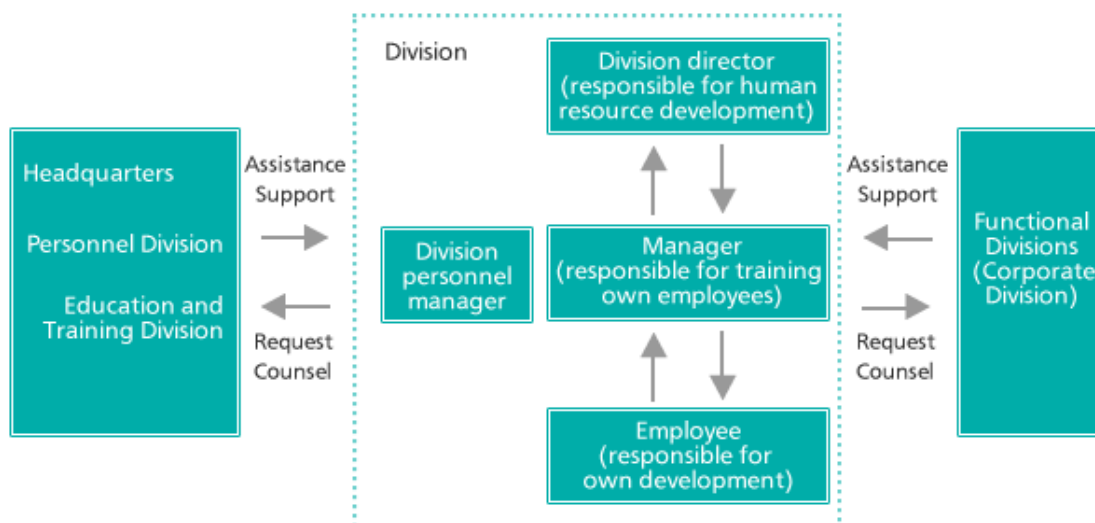 Division
Division director
(responsible for human
resource development)
Headquarters
Personnel Division
Education and
Training Division
Assistance
Support
Request
Counsel
Division
personnel
manager
Manager
(responsible for training
own employees)
Employee
(responsible for
own development)
Assistance
Support
Request
Counsel
Functional
Divisions
(Corporate
Division)